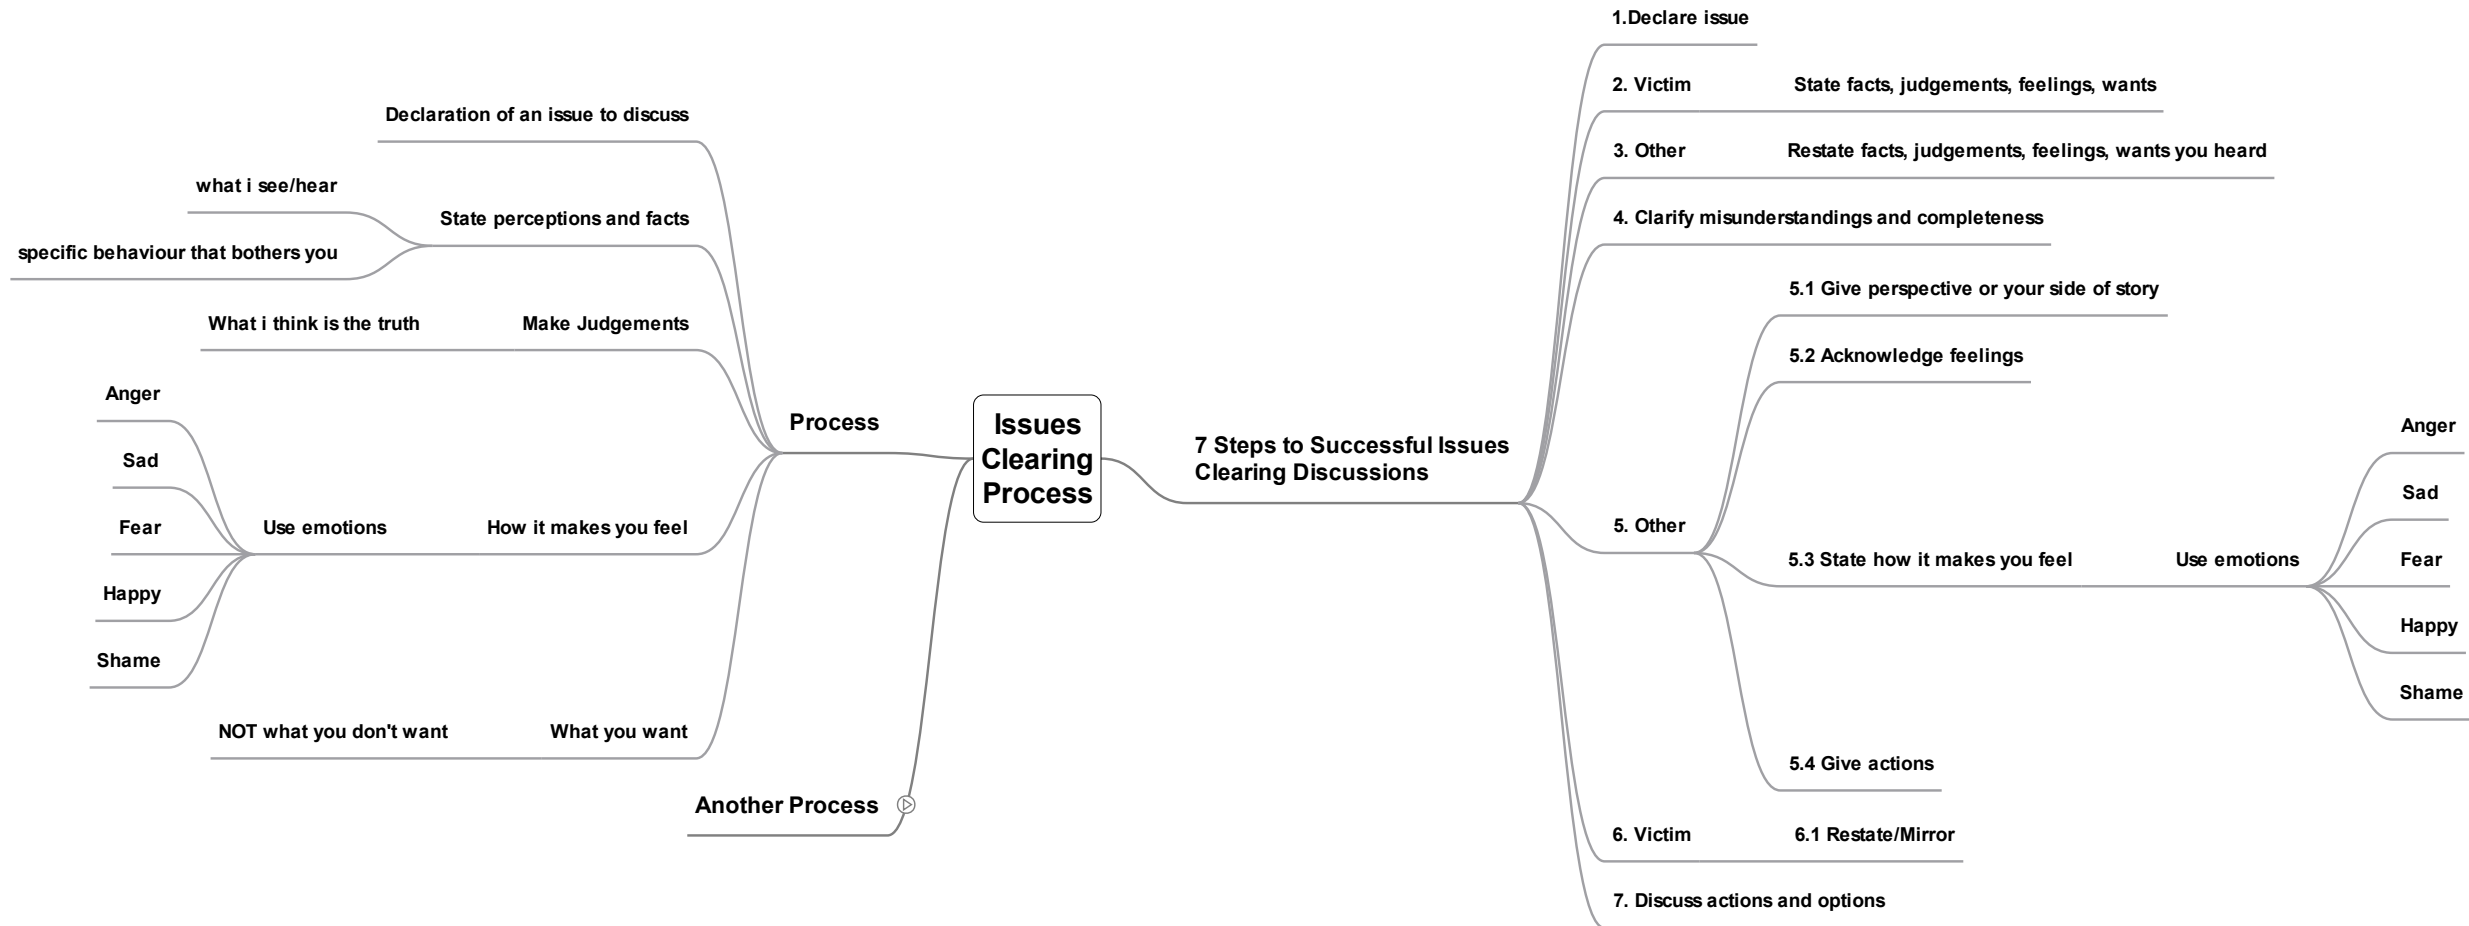 Issues
Clearing
Process
Process
Declaration of an issue to discuss
State perceptions and facts
what i see/hear
specific behaviour that bothers you
Make Judgements
What i think is the truth
How it makes you feel
Use emotions
Anger
Sad
Fear
Happy
Shame
What you want
NOT what you don't want
Another Process
7 Steps to Successful Issues
Clearing Discussions
1.Declare issue
2. Victim
State facts, judgements, feelings, wants
3. Other
Restate facts, judgements, feelings, wants you heard
4. Clarify misunderstandings and completeness
5. Other
5.1 Give perspective or your side of story
5.2 Acknowledge feelings
5.3 State how it makes you feel
Use emotions
Anger
Sad
Fear
Happy
Shame
5.4 Give actions
6. Victim
6.1 Restate/Mirror
7. Discuss actions and options